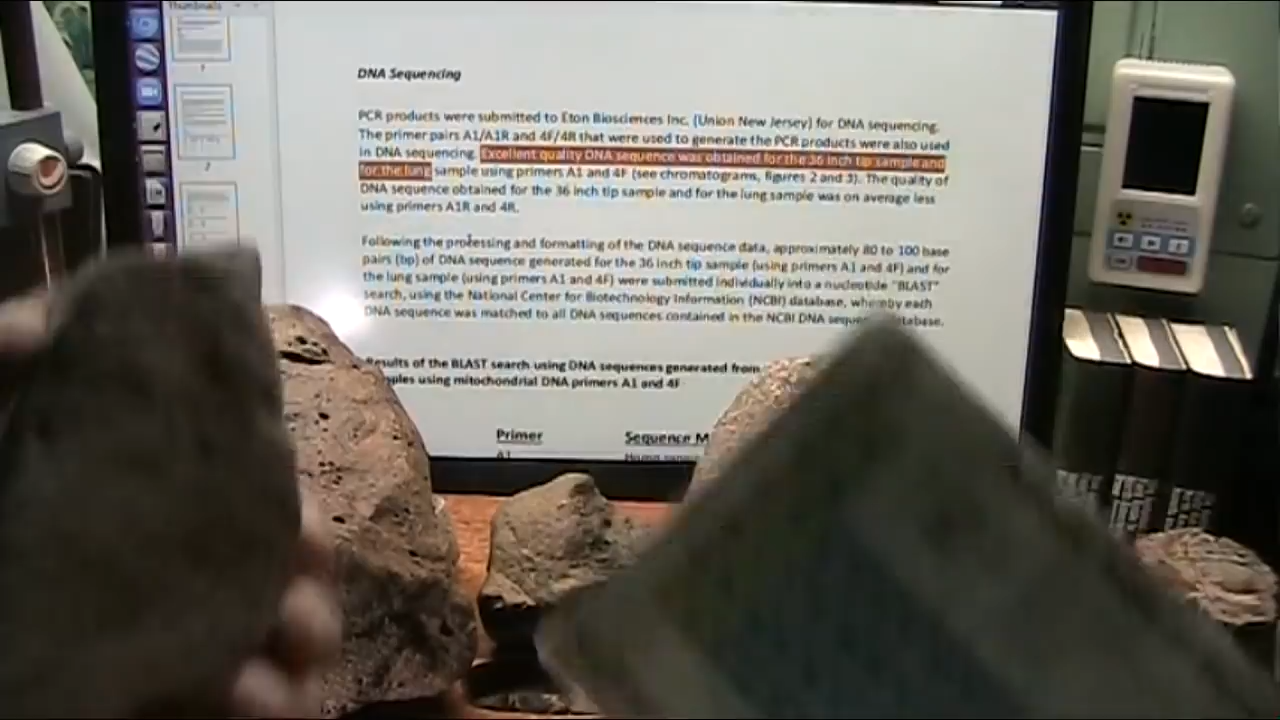 Thumbnails
1
2
DNA Sequencing
PCR products were submitted to Eton Biosciences Inc. (Union New Jersey) for DNA sequencing.
The primer pairs A1/A1R and 4F/4R that were used to generate the PCR products were also used
in DNA sequencing. Excellent quality DNA sequence was obtained for the 36 inch tip sample and
for the lung sample using primers A1 and 4F (see chromatograms, figures 2 and 3). The quality of
DNA sequence obtained for the 36 inch tip sample and for the lung sample was on average less
using primers A1R and 4R.
Following the processing and formatting of the DNA sequence data, approximately 80 to 100 base
pairs (bp) of DNA sequence generated for the 36 inch tip sample (using primers A1 and 4F) and for
the lung sample (using primers A1 and 4F) were submitted individually into a nucleotide "BLAST"
search, using the National Center for Biotechnology Information (NCBI) database, whereby each
DNA sequence was matched to all DNA sequences contained in the NCBI DNA sequ tabase.
esults of the BLAST search using DNA sequences generated from
ples using mitochondrial DNA primers A1 and 4F
Primer Sequence M
A1